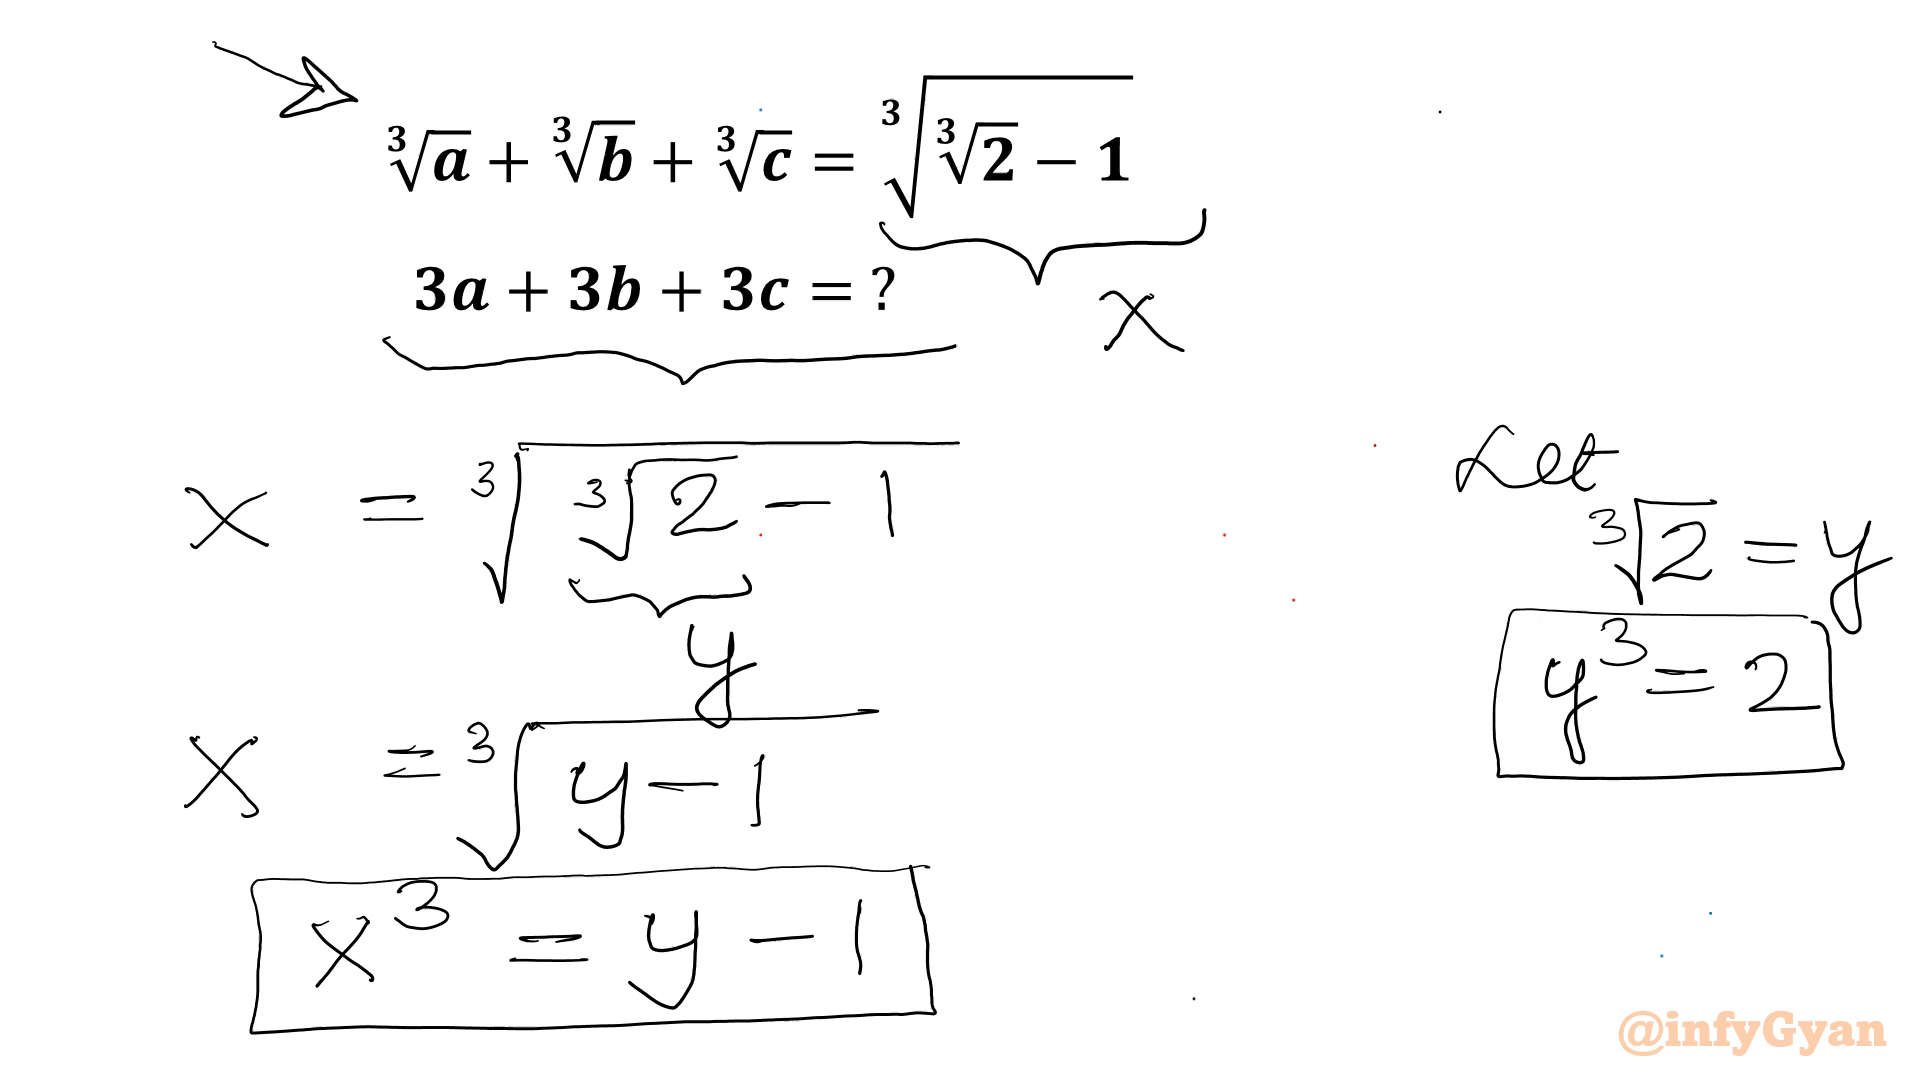 ∛a + ∛b + ∛c = ∛(∛2 − 1)
3a + 3b + 3c = ?
x
x = ∛(∛2 − 1)
y
x = ∛(y − 1)
x³ = y − 1
Let
∛2 = y
y³ = 2
@infyGyan